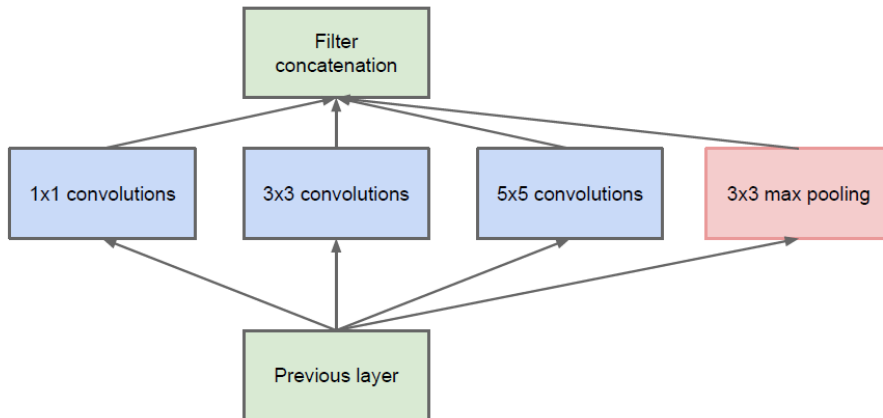 Filter
concatenation
1x1 convolutions
3x3 convolutions
5x5 convolutions
3x3 max pooling
Previous layer